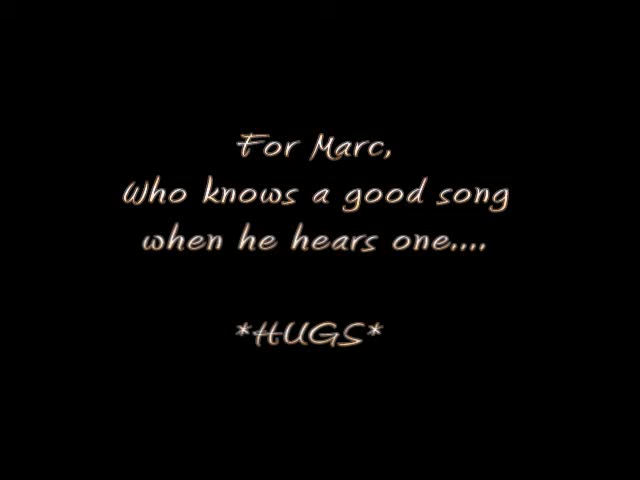 For Marc,
Who knows a good song
when he hears one....
*HUGS*